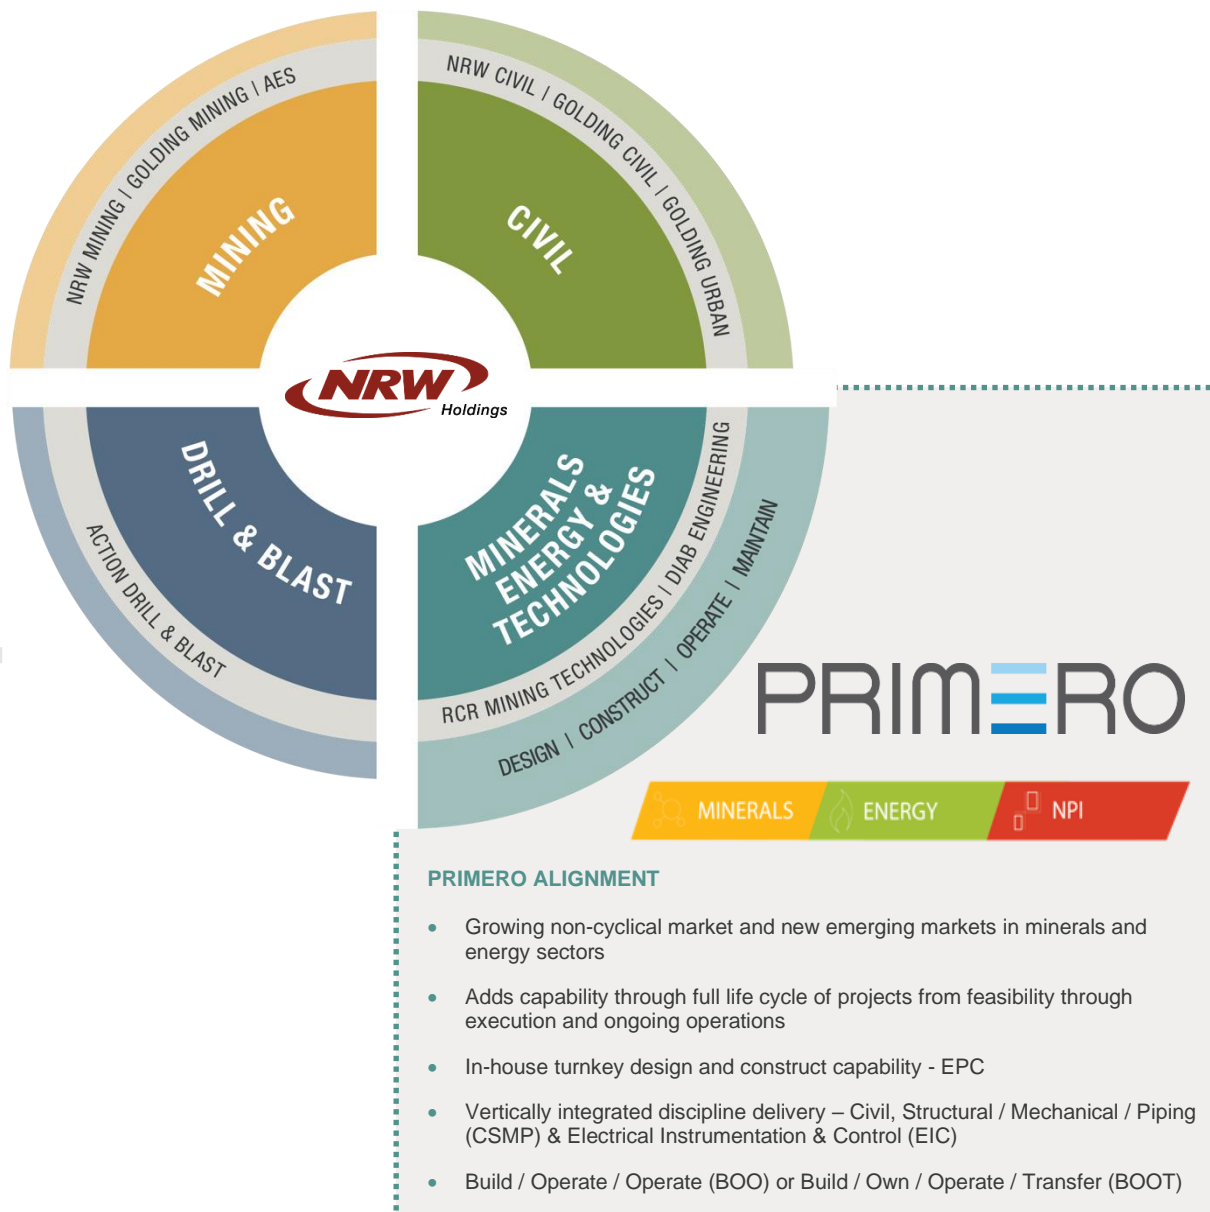 NRW MINING | GOLDING MINING | AES
MINING
NRW CIVIL | GOLDING CIVIL | GOLDING URBAN
CIVIL
NRW
Holdings
DRILL & BLAST
ACTION DRILL & BLAST
MINERALS
ENERGY &
TECHNOLOGIES
RCR MINING TECHNOLOGIES | DIAB ENGINEERING
DESIGN | CONSTRUCT | OPERATE | MAINTAIN
PRIMERO
MINERALS
ENERGY
NPI
PRIMERO ALIGNMENT
• Growing non-cyclical market and new emerging markets in minerals and
energy sectors
• Adds capability through full life cycle of projects from feasibility through
execution and ongoing operations
• In-house turnkey design and construct capability - EPC
• Vertically integrated discipline delivery – Civil, Structural / Mechanical / Piping
(CSMP) & Electrical Instrumentation & Control (EIC)
• Build / Operate / Operate (BOO) or Build / Own / Operate / Transfer (BOOT)